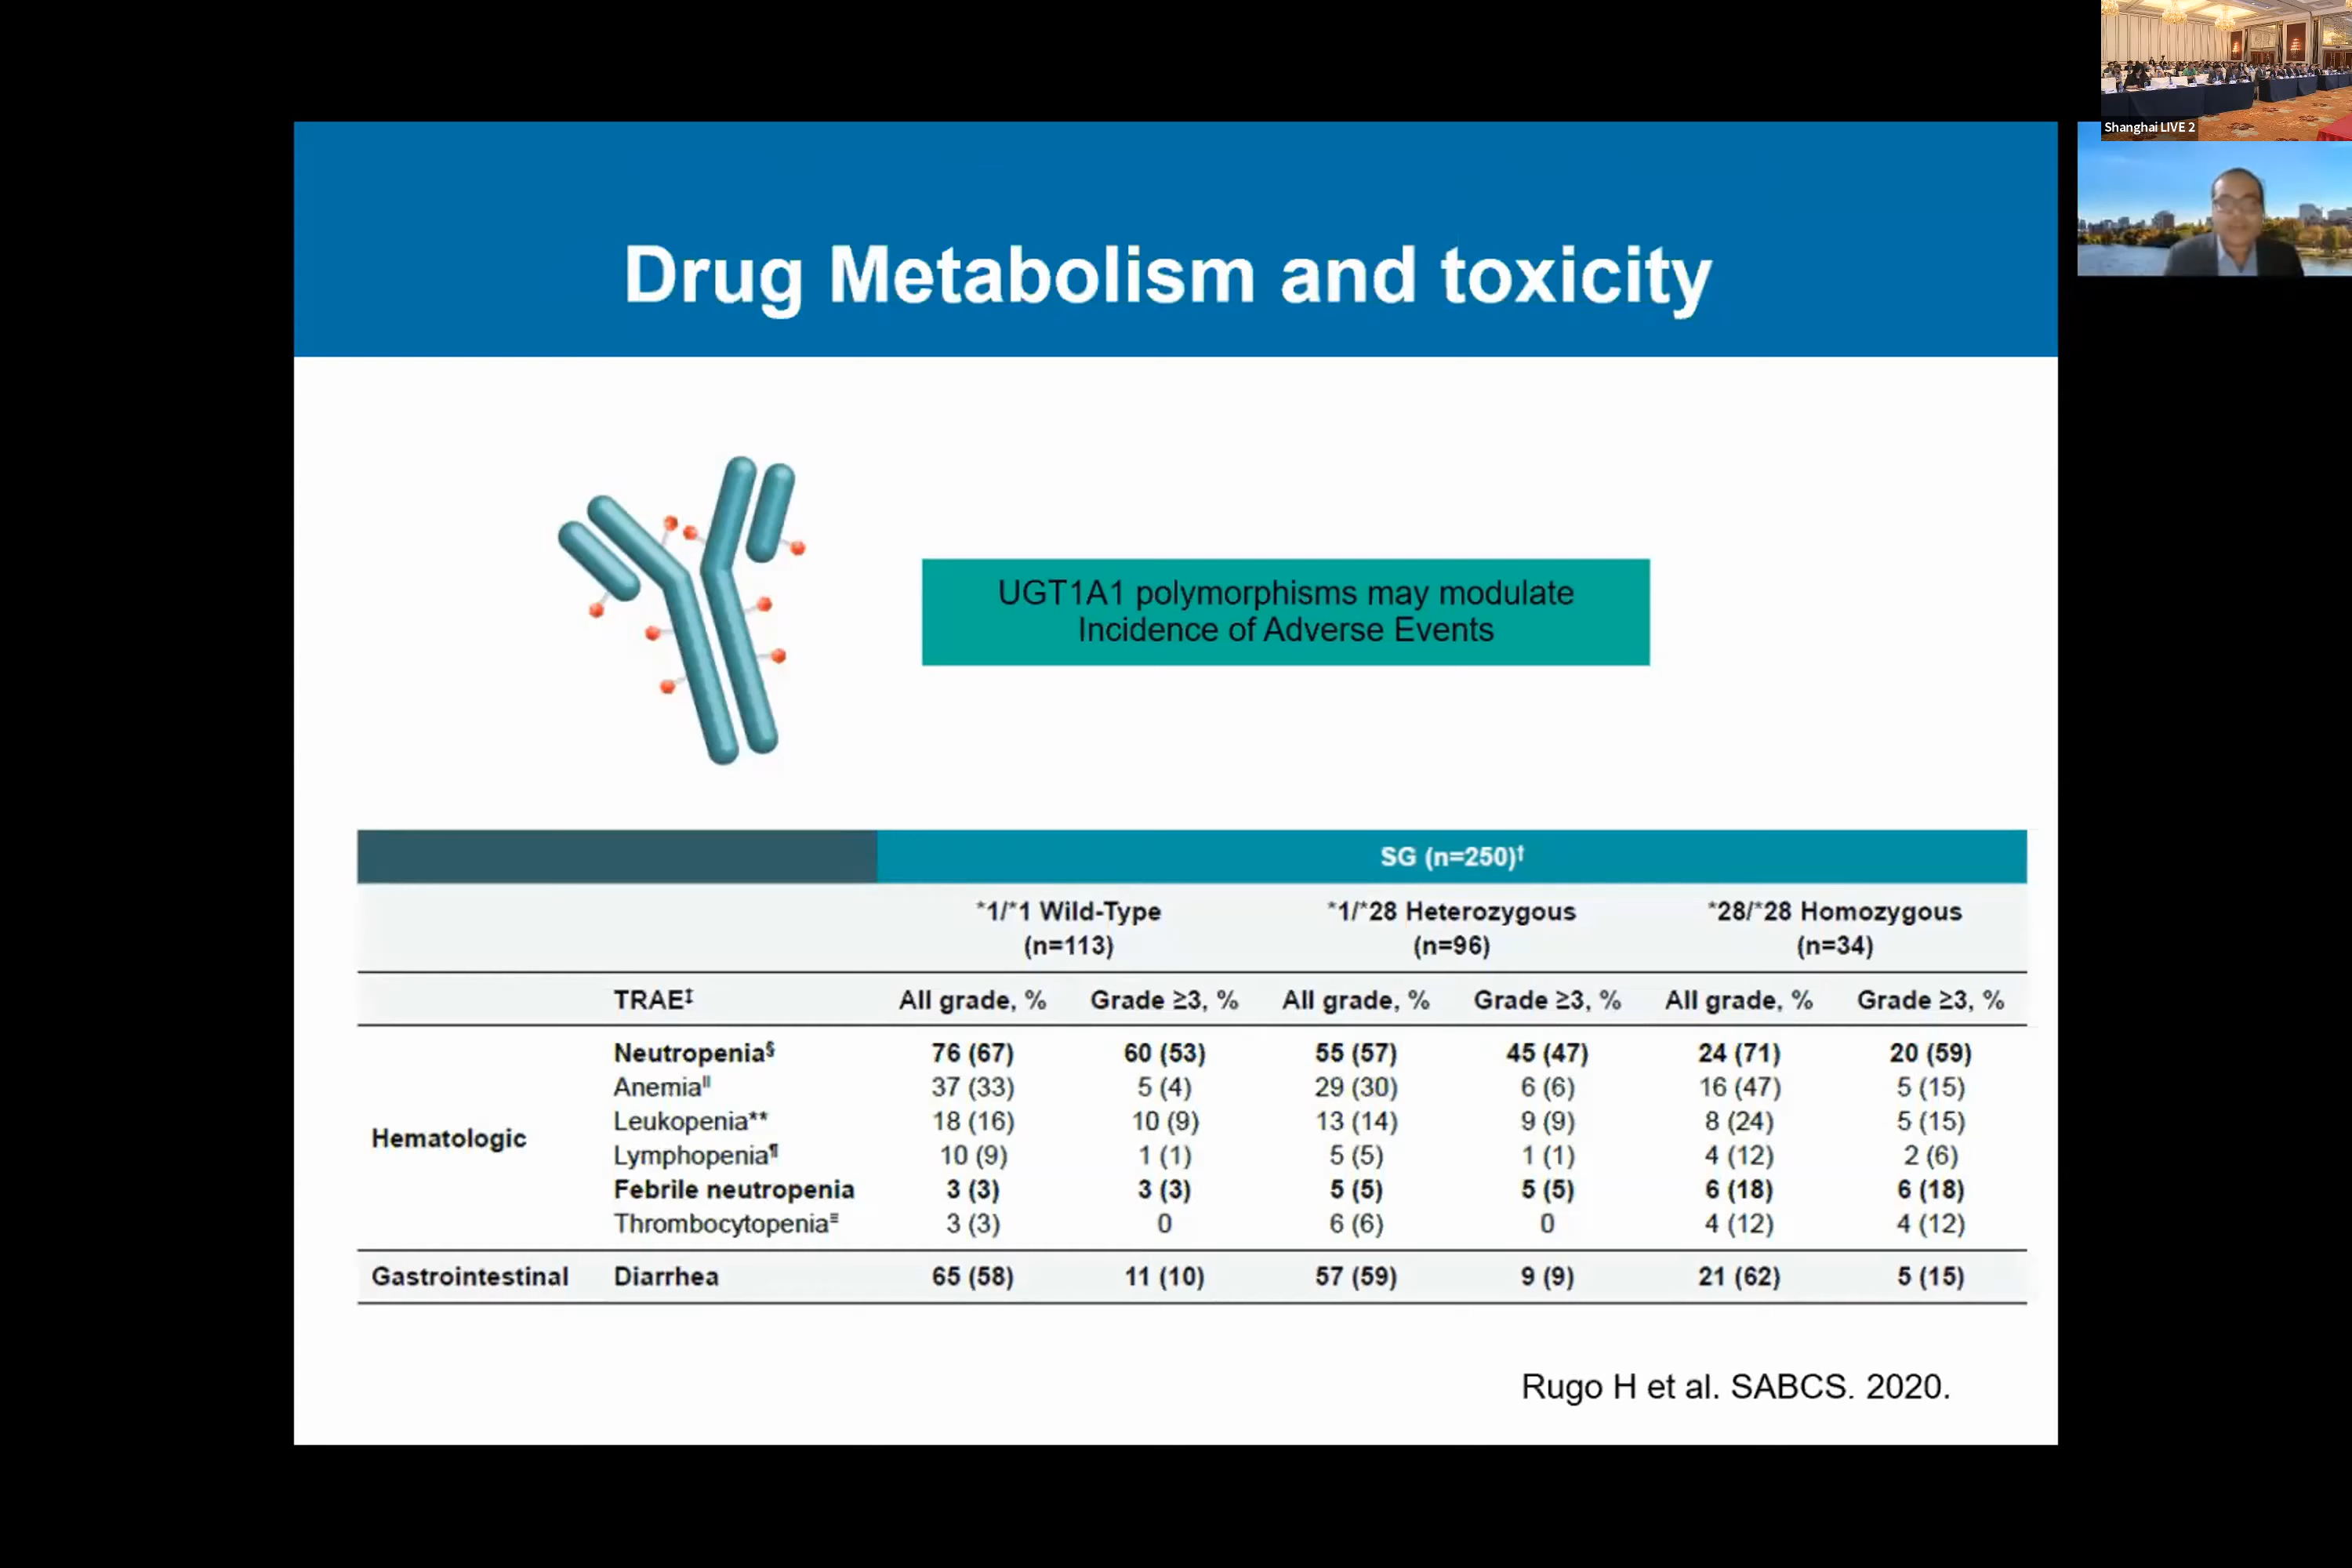 Shanghai LIVE 2
Drug Metabolism and toxicity
UGT1A1 polymorphisms may modulate
Incidence of Adverse Events
SG (n=250)†
*1/*1 Wild-Type *1/*28 Heterozygous *28/*28 Homozygous
(n=113) (n=96) (n=34)
TRAE‡ All grade, % Grade ≥3, % All grade, % Grade ≥3, % All grade, % Grade ≥3, %
Hematologic
Neutropenia§ 76 (67) 60 (53) 55 (57) 45 (47) 24 (71) 20 (59)
Anemia‖ 37 (33) 5 (4) 29 (30) 6 (6) 16 (47) 5 (15)
Leukopenia** 18 (16) 10 (9) 13 (14) 9 (9) 8 (24) 5 (15)
Lymphopenia¶ 10 (9) 1 (1) 5 (5) 1 (1) 4 (12) 2 (6)
Febrile neutropenia 3 (3) 3 (3) 5 (5) 5 (5) 6 (18) 6 (18)
Thrombocytopenia≡ 3 (3) 0 6 (6) 0 4 (12) 4 (12)
Gastrointestinal Diarrhea 65 (58) 11 (10) 57 (59) 9 (9) 21 (62) 5 (15)
Rugo H et al. SABCS. 2020.